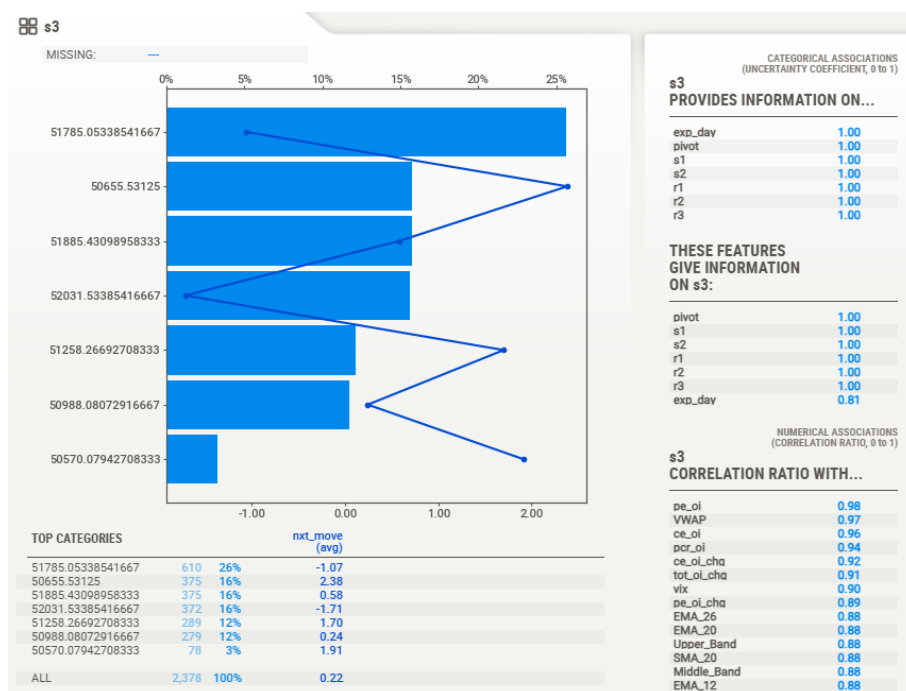 s3
MISSING: ---
0% 5% 10% 15% 20% 25%
51785.05338541667
50655.53125
51885.43098958333
52031.53385416667
51258.26692708333
50988.08072916667
50570.07942708333
-1.00 0.00 1.00 2.00
TOP CATEGORIES nxt_move
(avg)
51785.05338541667 610 26% -1.07
50655.53125 375 16% 2.38
51885.43098958333 375 16% 0.58
52031.53385416667 372 16% -1.71
51258.26692708333 289 12% 1.70
50988.08072916667 279 12% 0.24
50570.07942708333 78 3% 1.91
ALL 2,378 100% 0.22
CATEGORICAL ASSOCIATIONS
(UNCERTAINTY COEFFICIENT, 0 to 1)
s3
PROVIDES INFORMATION ON...
exp_day 1.00
pivot 1.00
s1 1.00
s2 1.00
r1 1.00
r2 1.00
r3 1.00
THESE FEATURES
GIVE INFORMATION
ON s3:
pivot 1.00
s1 1.00
s2 1.00
r1 1.00
r2 1.00
r3 1.00
exp_day 0.81
NUMERICAL ASSOCIATIONS
(CORRELATION RATIO, 0 to 1)
s3
CORRELATION RATIO WITH...
pe_oi 0.98
VWAP 0.97
ce_oi 0.96
pcr_oi 0.94
ce_oi_chg 0.92
tot_oi_chg 0.91
vix 0.90
pe_oi_chg 0.89
EMA_26 0.88
EMA_20 0.88
Upper_Band 0.88
SMA_20 0.88
Middle_Band 0.88
EMA_12 0.88